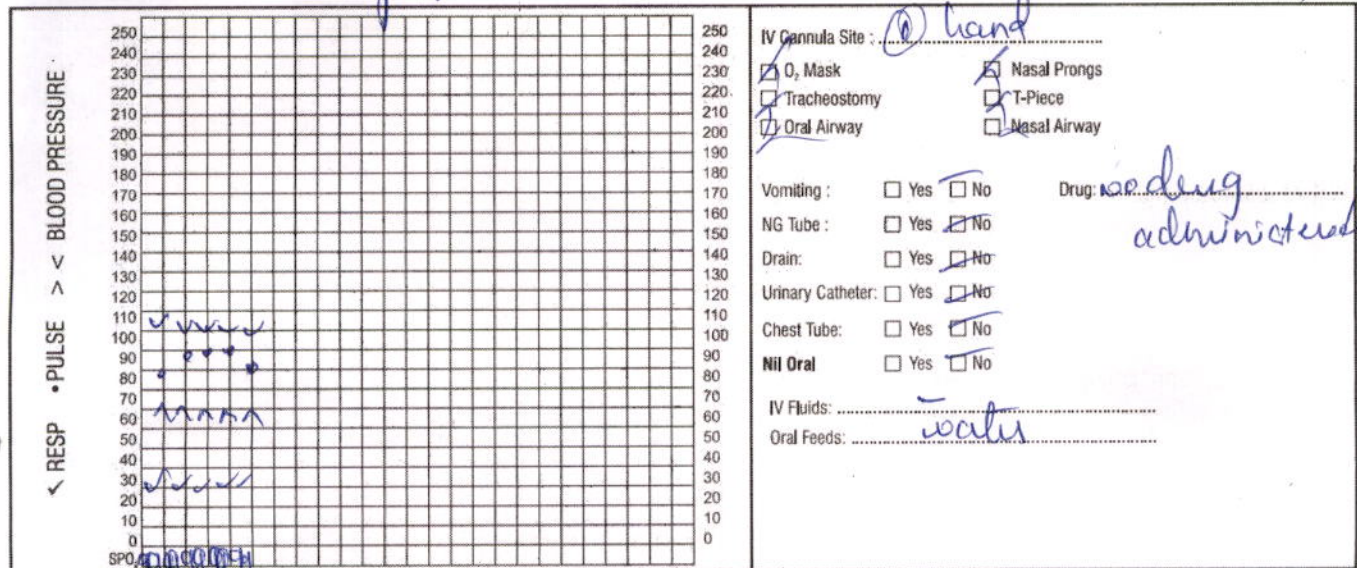 250 250
240 240
230 230
220 220
210 210
200 200
190 190
180 180
170 170
160 160
150 150
140 140
130 130
120 120
110 110
100 100
90 90
80 80
70 70
60 60
50 50
40 40
30 30
20 20
10 10
0 0
SPO₂
✓ RESP • PULSE > < BLOOD PRESSURE
IV Cannula Site : hand
O₂ Mask Nasal Prongs
Tracheostomy T-Piece
Oral Airway Nasal Airway
Vomiting : Yes No Drug: no drug
administered
NG Tube : Yes No
Drain: Yes No
Urinary Catheter: Yes No
Chest Tube: Yes No
Nil Oral Yes No
IV Fluids: –
Oral Feeds: water